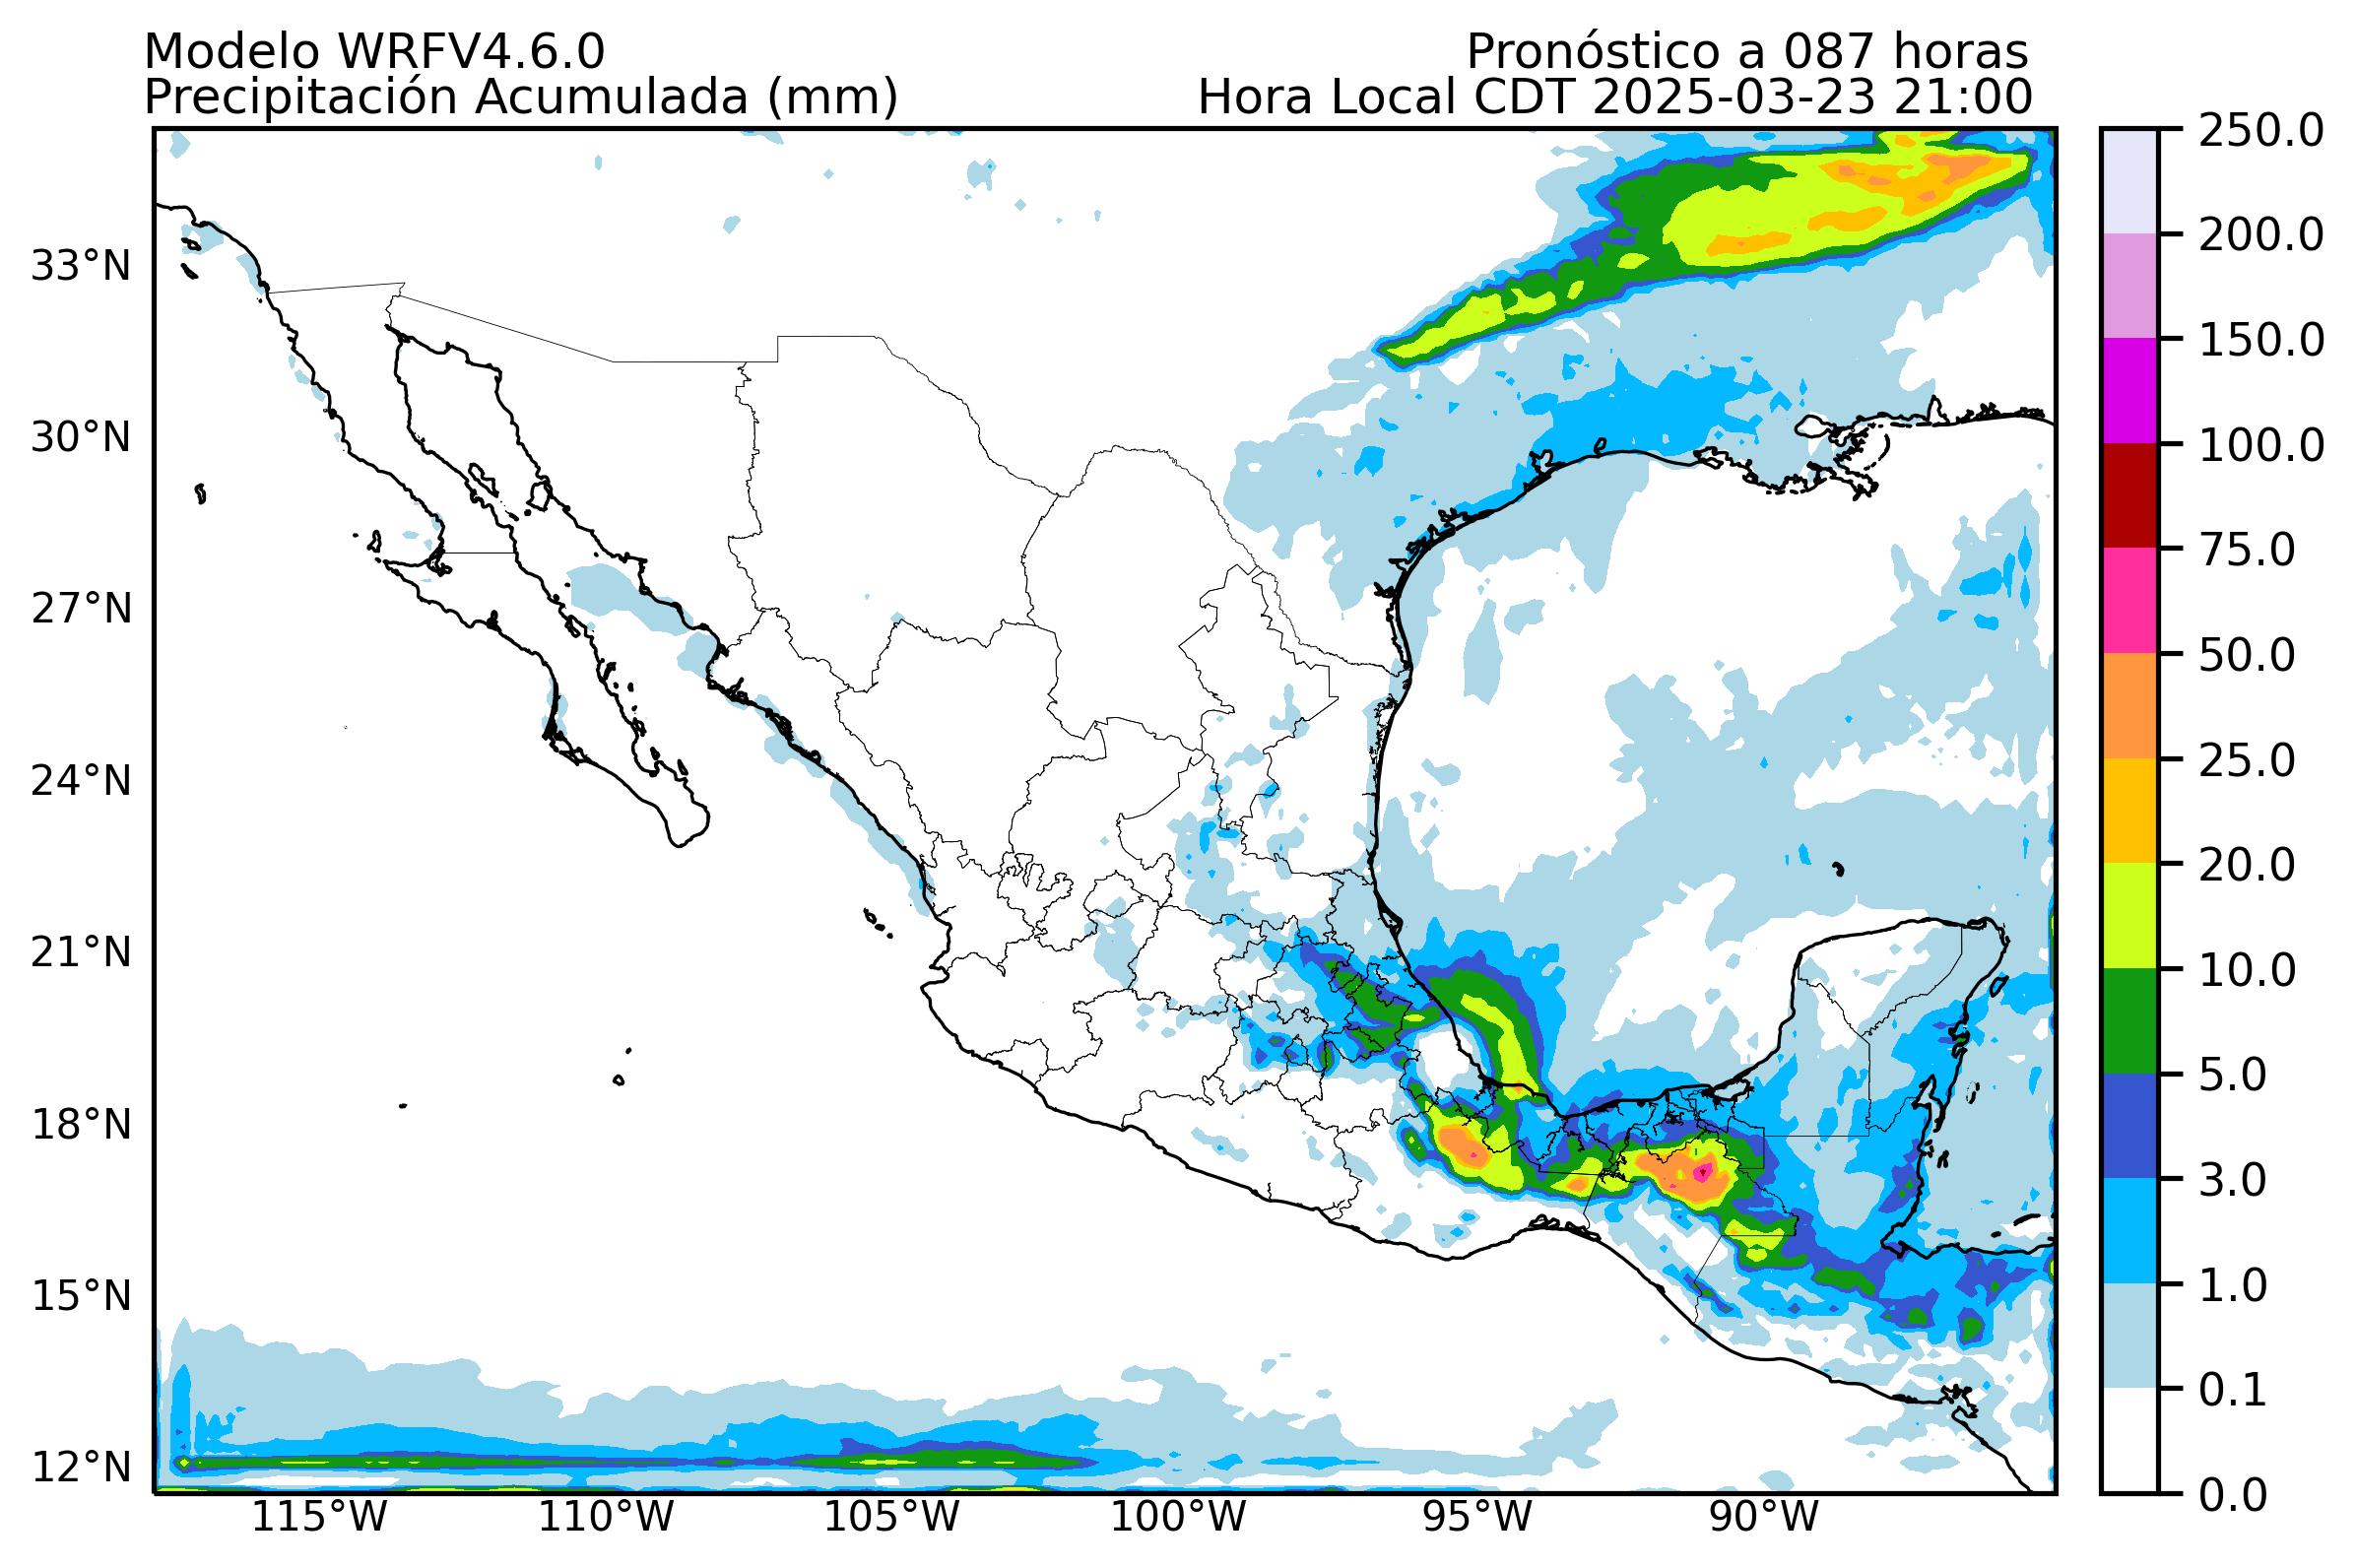 Modelo WRFV4.6.0
Pronóstico a 087 horas
Precipitación Acumulada (mm)
Hora Local CDT 2025-03-23 21:00
250.0
200.0
150.0
100.0
75.0
50.0
25.0
20.0
10.0
5.0
3.0
1.0
0.1
0.0
33°N
30°N
27°N
24°N
21°N
18°N
15°N
12°N
115°W
110°W
105°W
100°W
95°W
90°W